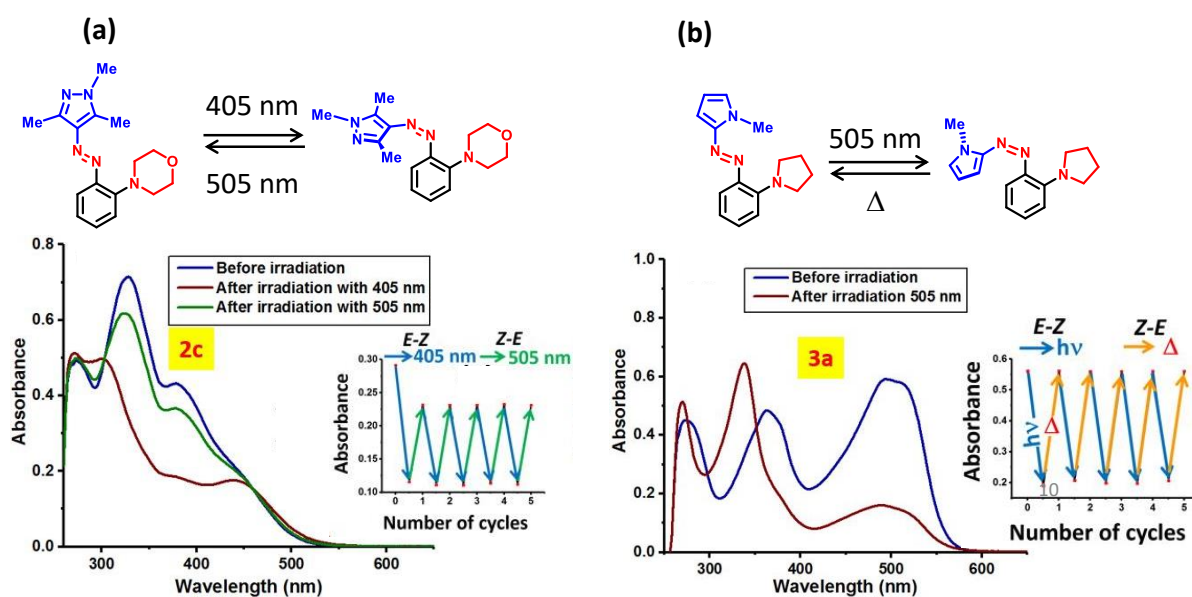 (a)
Me
N
N
Me
Me
N
N
N
O
405 nm
505 nm
Me
N
N
Me
Me
N
N
N
O
0.8
0.6
0.4
0.2
0.0
Absorbance
Before irradiation
After irradiation with 405 nm
After irradiation with 505 nm
2c
300 400 500 600
Wavelength (nm)
E-Z Z-E
405 nm 505 nm
0.30
0.25
0.20
0.15
0.10
Absorbance
0 1 2 3 4 5
Number of cycles
(b)
N
Me
N
N
N
505 nm
Δ
Me
N
N
N
N
1.0
0.8
0.6
0.4
0.2
0.0
Absorbance
Before irradiation
After irradiation 505 nm
3a
300 400 500 600
Wavelength (nm)
E-Z Z-E
hν Δ
0.6
0.5
0.4
0.3
0.2
Absorbance
hν
Δ
10
0 1 2 3 4 5
Number of cycles